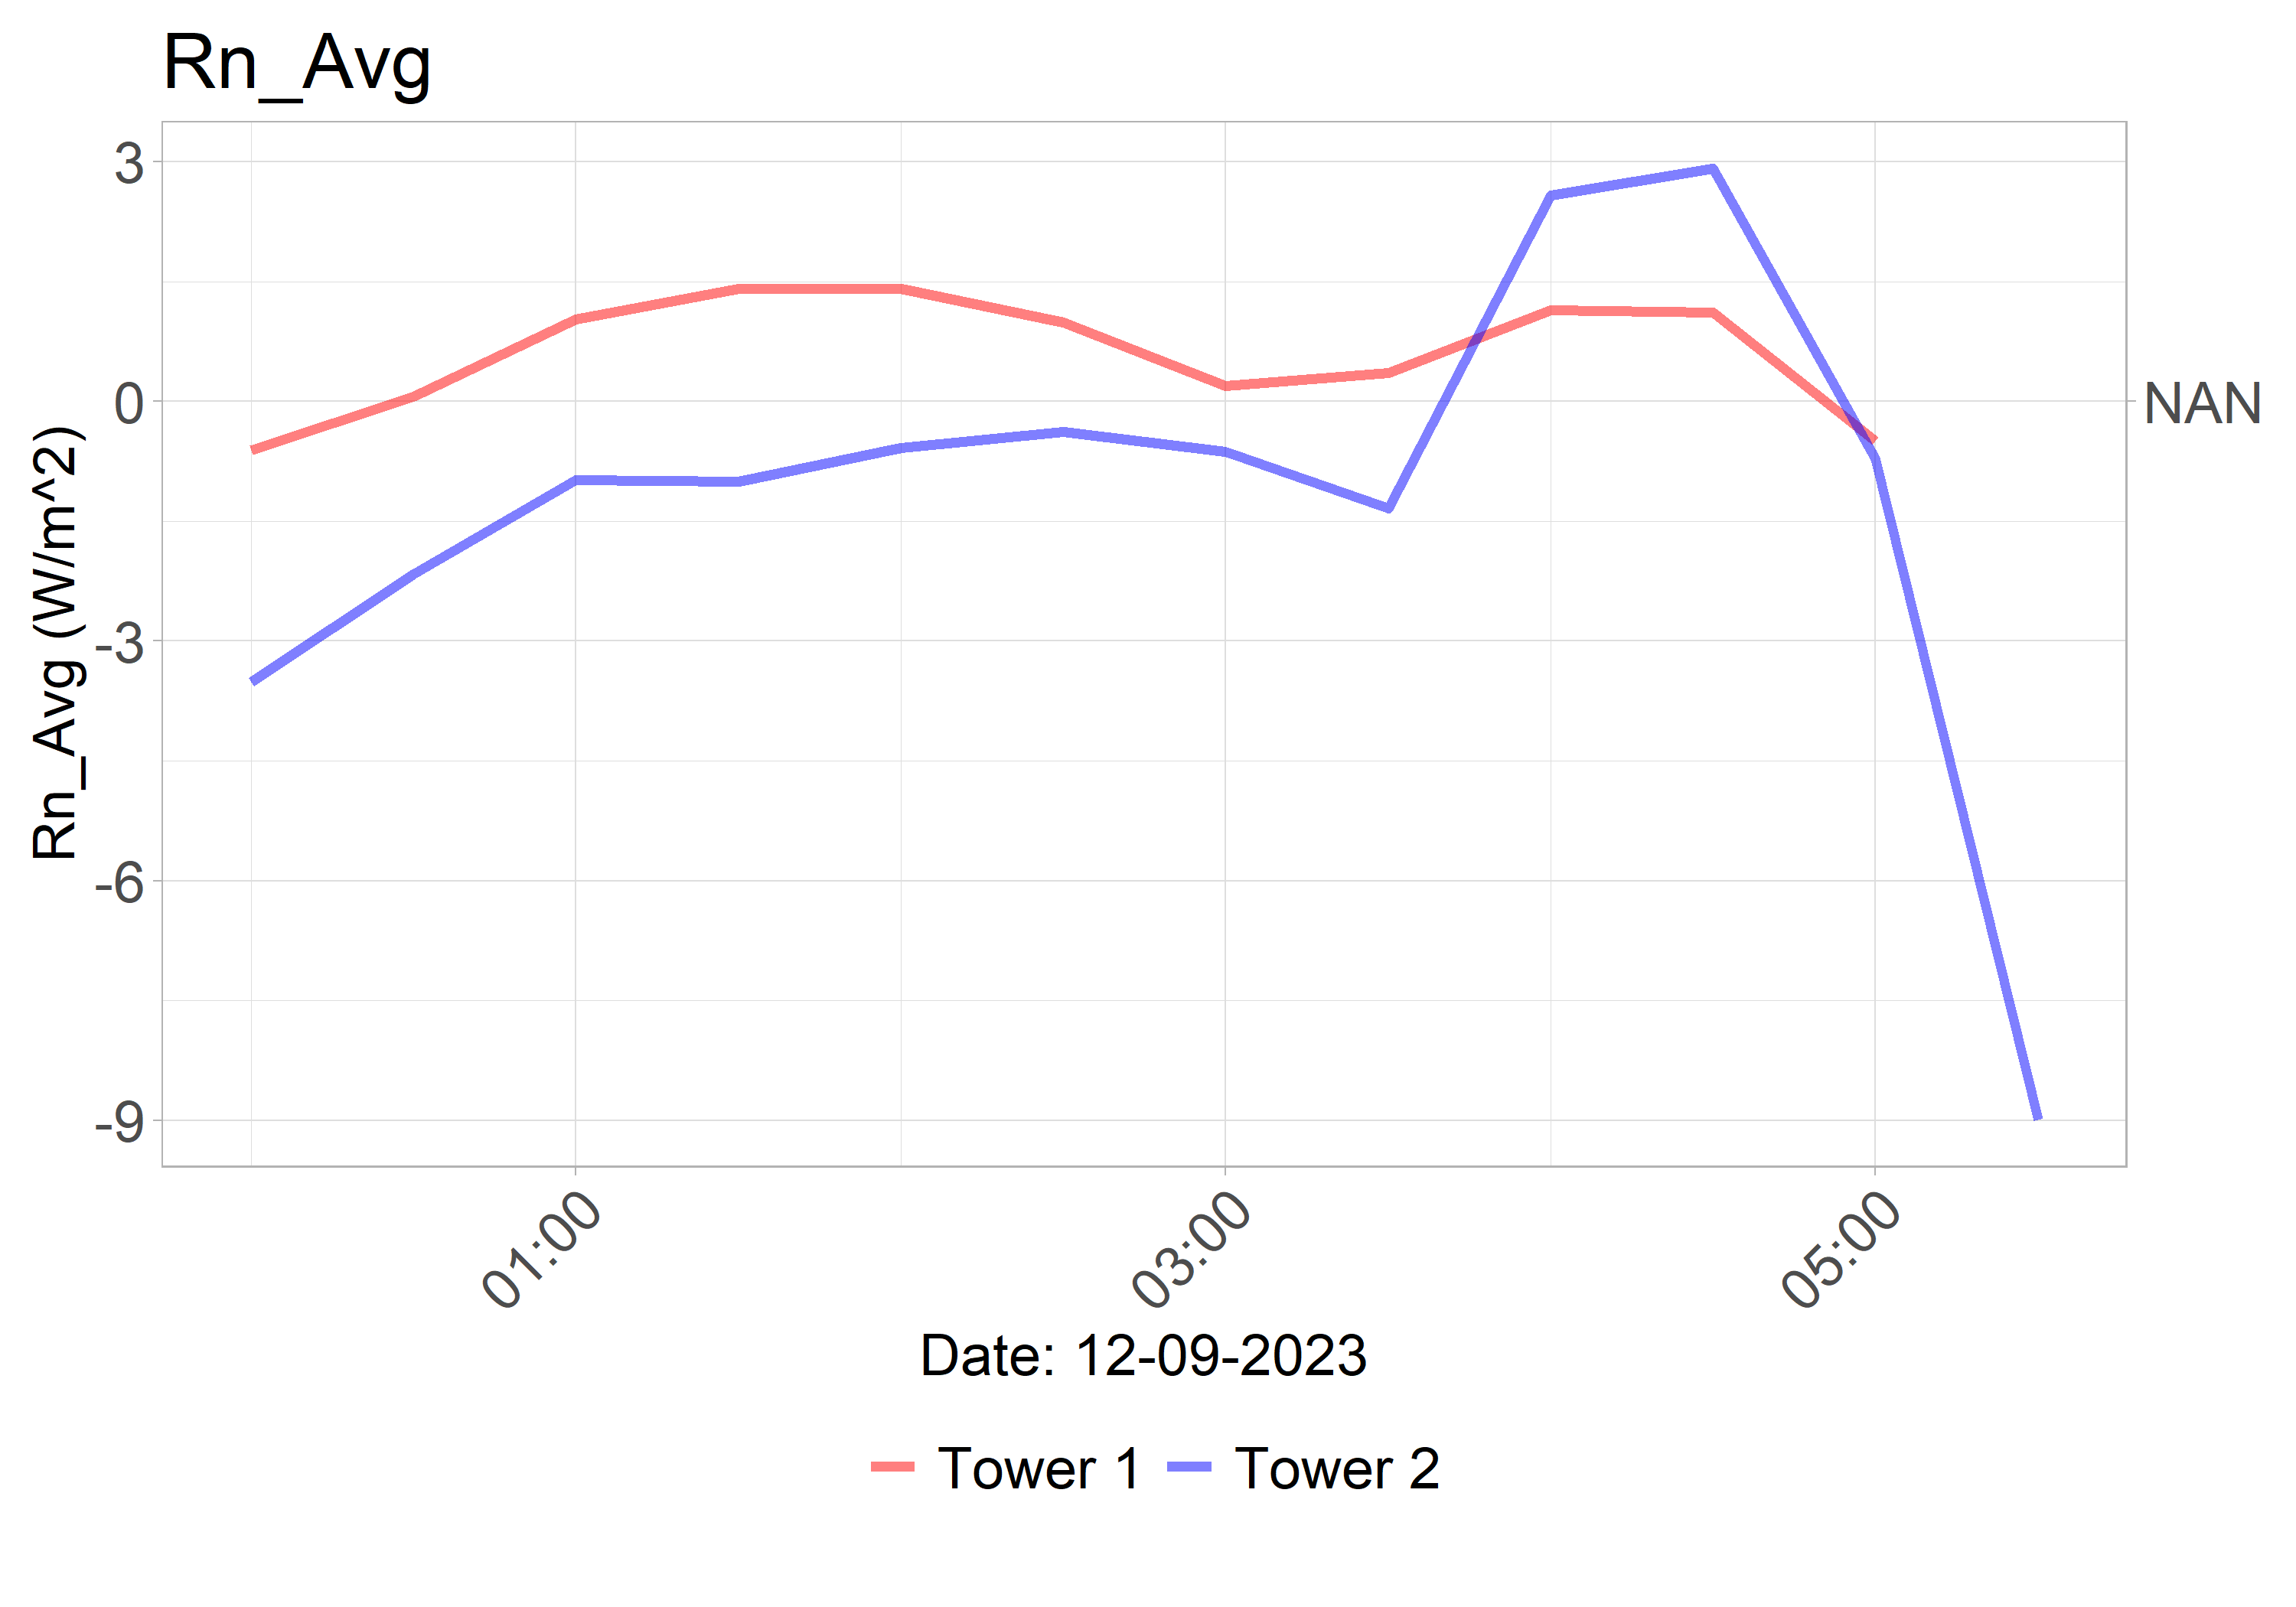 Rn_Avg
Rn_Avg (W/m^2)
3
0
-3
-6
-9
NAN
01:00
03:00
05:00
Date: 12-09-2023
Tower 1
Tower 2